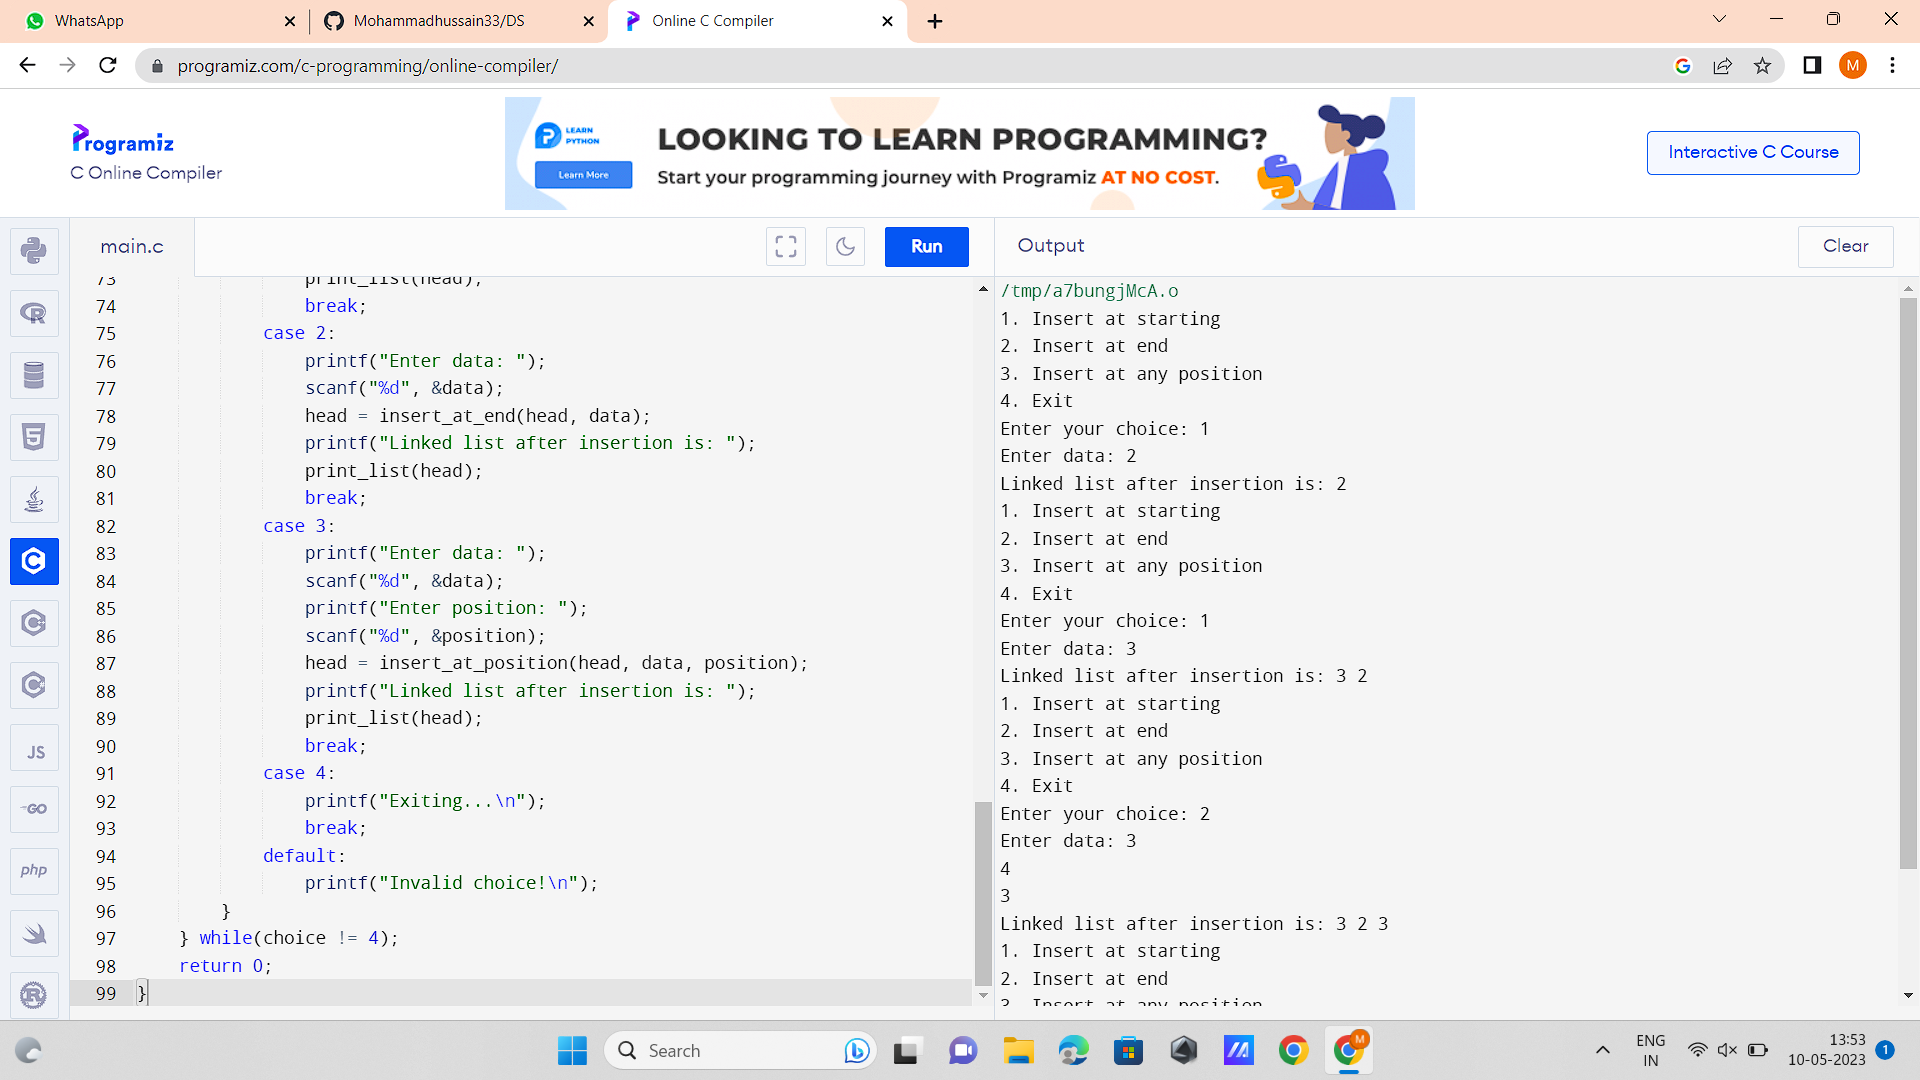 WhatsApp
Mohammadhussain33/DS
Online C Compiler
programiz.com/c-programming/online-compiler/
M
Programiz
C Online Compiler
LEARN
PYTHON
Learn More
LOOKING TO LEARN PROGRAMMING?
Start your programming journey with Programiz AT NO COST.
Interactive C Course
main.c
Run
Output
Clear
73 print_list(head);
74 break;
75 case 2:
76 printf("Enter data: ");
77 scanf("%d", &data);
78 head = insert_at_end(head, data);
79 printf("Linked list after insertion is: ");
80 print_list(head);
81 break;
82 case 3:
83 printf("Enter data: ");
84 scanf("%d", &data);
85 printf("Enter position: ");
86 scanf("%d", &position);
87 head = insert_at_position(head, data, position);
88 printf("Linked list after insertion is: ");
89 print_list(head);
90 break;
91 case 4:
92 printf("Exiting...\n");
93 break;
94 default:
95 printf("Invalid choice!\n");
96 }
97 } while(choice != 4);
98 return 0;
99 }
/tmp/a7bungjMcA.o
1. Insert at starting
2. Insert at end
3. Insert at any position
4. Exit
Enter your choice: 1
Enter data: 2
Linked list after insertion is: 2
1. Insert at starting
2. Insert at end
3. Insert at any position
4. Exit
Enter your choice: 1
Enter data: 3
Linked list after insertion is: 3 2
1. Insert at starting
2. Insert at end
3. Insert at any position
4. Exit
Enter your choice: 2
Enter data: 3
4
3
Linked list after insertion is: 3 2 3
1. Insert at starting
2. Insert at end
3. Insert at any position
JS
GO
php
Search
M
ENG
IN
13:53
10-05-2023
1